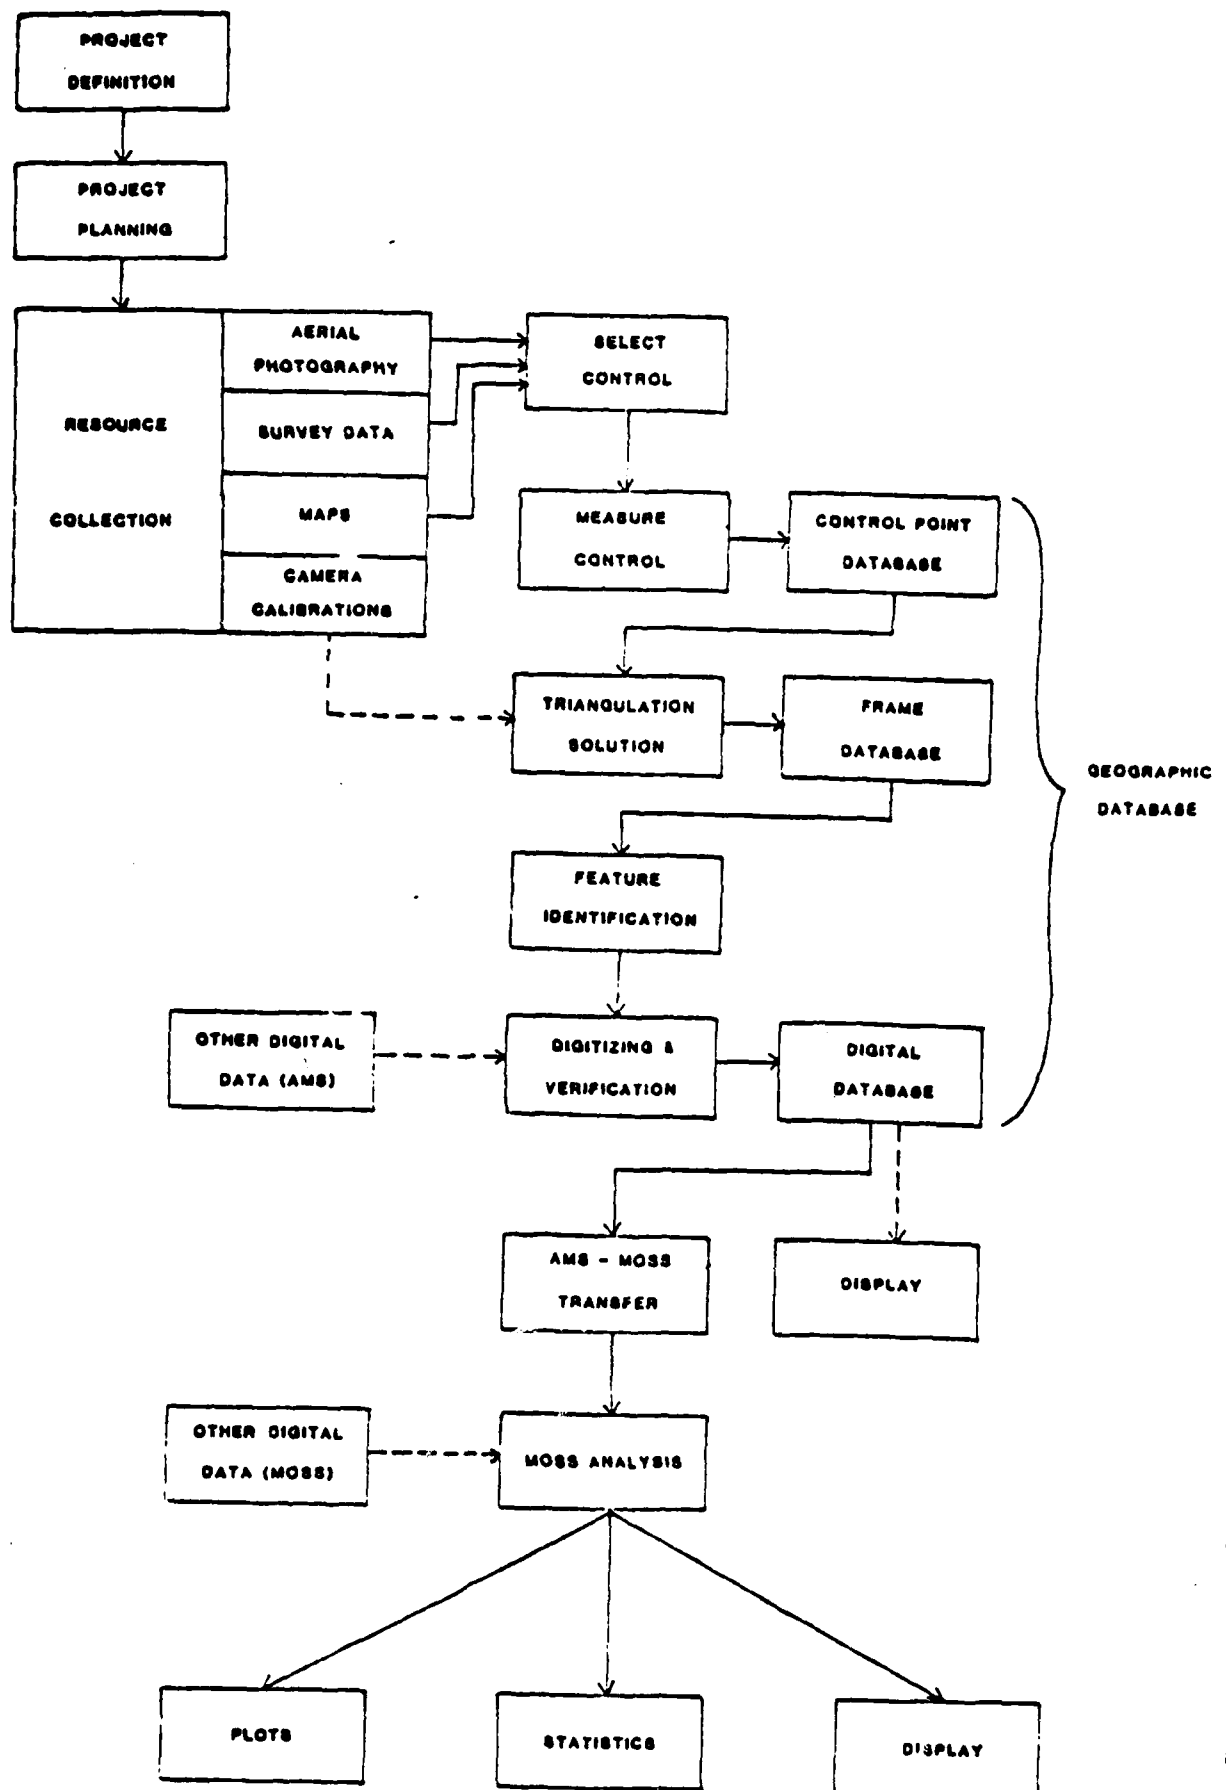 PROJECT
DEFINITION
PROJECT
PLANNING
RESOURCE
COLLECTION
AERIAL
PHOTOGRAPHY
SURVEY DATA
MAPS
CAMERA
CALIBRATIONS
SELECT
CONTROL
MEASURE
CONTROL
CONTROL POINT
DATABASE
TRIANGULATION
SOLUTION
FRAME
DATABASE
GEOGRAPHIC
DATABASE
FEATURE
IDENTIFICATION
OTHER DIGITAL
DATA (AMS)
DIGITIZING &
VERIFICATION
DIGITAL
DATABASE
AMS - MOSS
TRANSFER
DISPLAY
OTHER DIGITAL
DATA (MOSS)
MOSS ANALYSIS
PLOTS
STATISTICS
DISPLAY